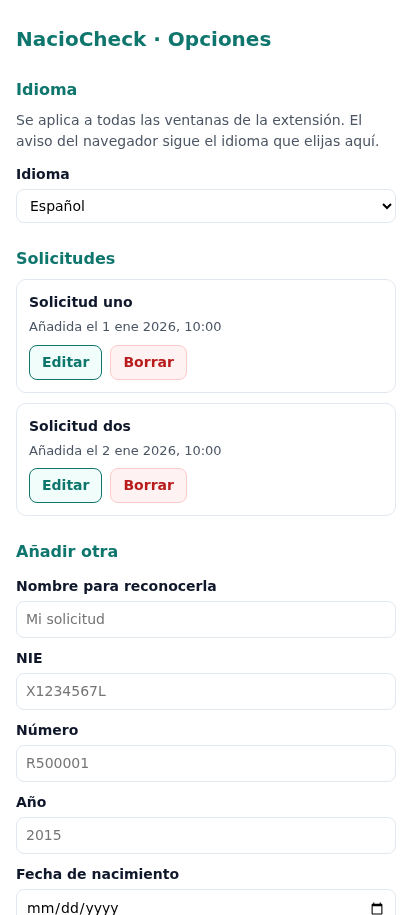 NacioCheck · Opciones
Idioma
Se aplica a todas las ventanas de la extensión. El
aviso del navegador sigue el idioma que elijas aquí.
Idioma
Español
Solicitudes
Solicitud uno
Añadida el 1 ene 2026, 10:00
Editar Borrar
Solicitud dos
Añadida el 2 ene 2026, 10:00
Editar Borrar
Añadir otra
Nombre para reconocerla
Mi solicitud
NIE
X1234567L
Número
R500001
Año
2015
Fecha de nacimiento
mm/dd/yyyy